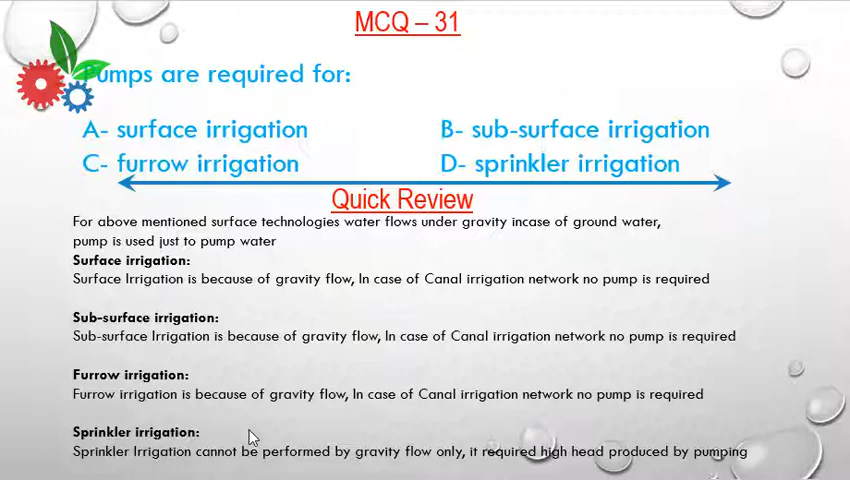 MCQ – 31
Pumps are required for:
A- surface irrigation
B- sub-surface irrigation
C- furrow irrigation
D- sprinkler irrigation
Quick Review
For above mentioned surface technologies water flows under gravity incase of ground water,
pump is used just to pump water
Surface irrigation:
Surface Irrigation is because of gravity flow, In case of Canal irrigation network no pump is required
Sub-surface irrigation:
Sub-surface Irrigation is because of gravity flow, In case of Canal irrigation network no pump is required
Furrow irrigation:
Furrow irrigation is because of gravity flow, In case of Canal irrigation network no pump is required
Sprinkler irrigation:
Sprinkler Irrigation cannot be performed by gravity flow only, it required high head produced by pumping